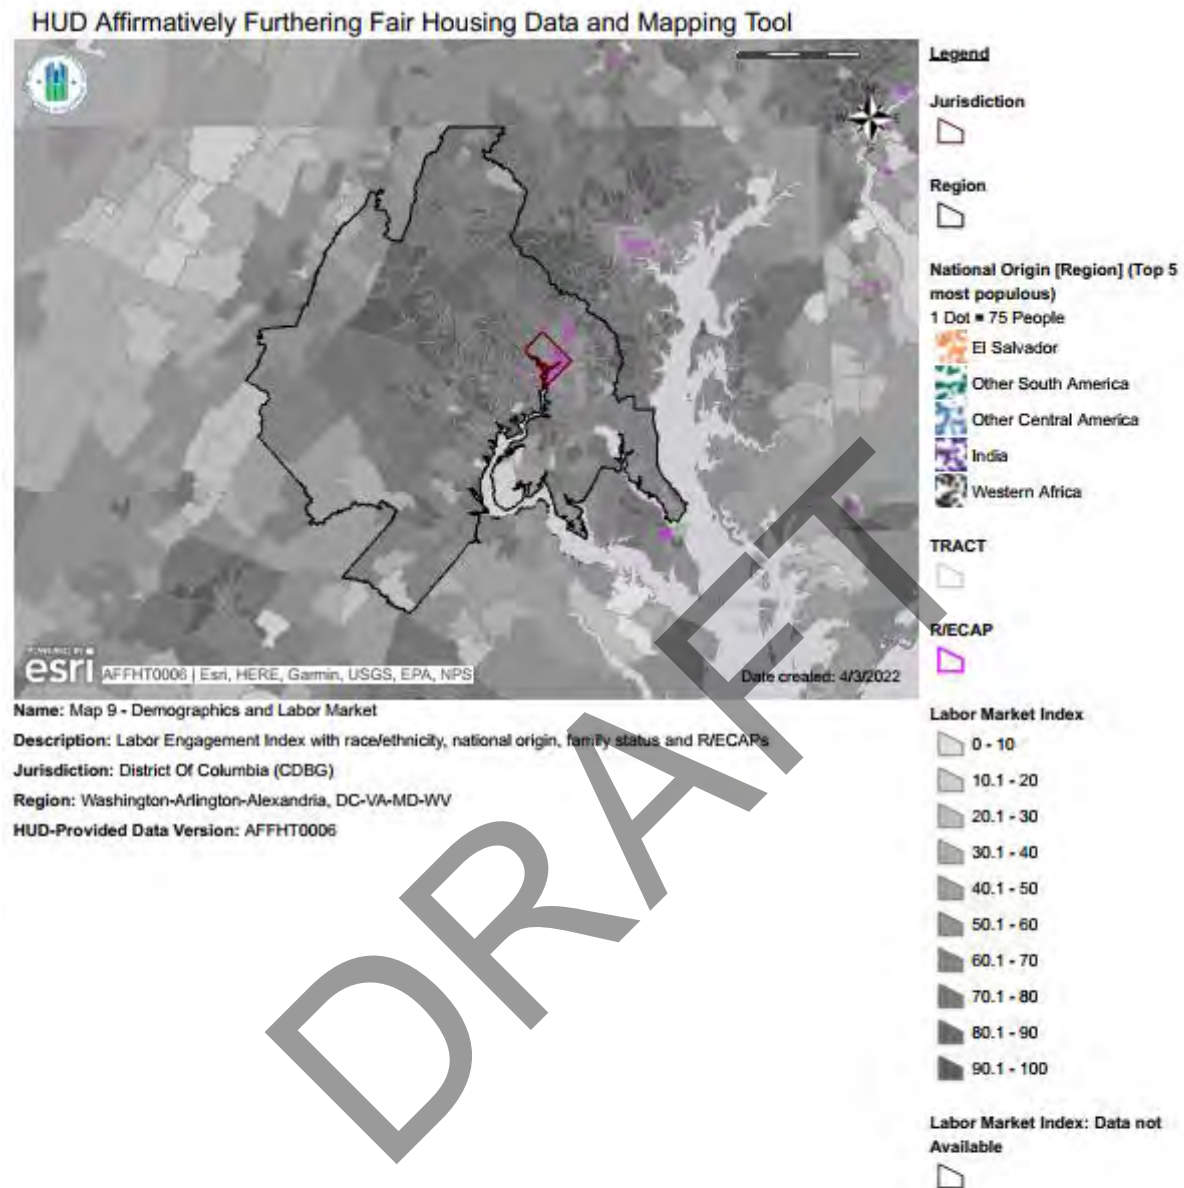 HUD Affirmatively Furthering Fair Housing Data and Mapping Tool
Legend
Jurisdiction
Region
National Origin [Region] (Top 5
most populous)
1 Dot = 75 People
El Salvador
Other South America
Other Central America
India
Western Africa
TRACT
R/ECAP
Labor Market Index
0 - 10
10.1 - 20
20.1 - 30
30.1 - 40
40.1 - 50
50.1 - 60
60.1 - 70
70.1 - 80
80.1 - 90
90.1 - 100
Labor Market Index: Data not
Available
POWERED BY
esri
AFFHT0006 | Esri, HERE, Garmin, USGS, EPA, NPS
Date created: 4/3/2022
Name: Map 9 - Demographics and Labor Market
Description: Labor Engagement Index with race/ethnicity, national origin, family status and R/ECAPs
Jurisdiction: District Of Columbia (CDBG)
Region: Washington-Arlington-Alexandria, DC-VA-MD-WV
HUD-Provided Data Version: AFFHT0006
DRAFT